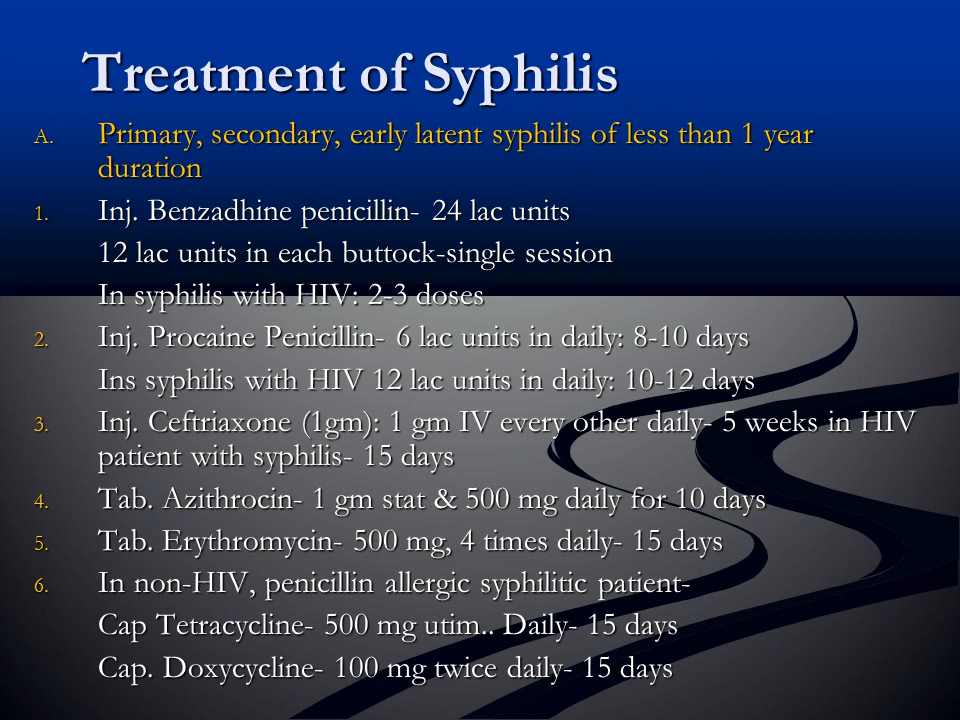 Treatment of Syphilis
A. Primary, secondary, early latent syphilis of less than 1 year
duration
1. Inj. Benzadhine penicillin- 24 lac units
12 lac units in each buttock-single session
In syphilis with HIV: 2-3 doses
2. Inj. Procaine Penicillin- 6 lac units in daily: 8-10 days
Ins syphilis with HIV 12 lac units in daily: 10-12 days
3. Inj. Ceftriaxone (1gm): 1 gm IV every other daily- 5 weeks in HIV
patient with syphilis- 15 days
4. Tab. Azithrocin- 1 gm stat & 500 mg daily for 10 days
5. Tab. Erythromycin- 500 mg, 4 times daily- 15 days
6. In non-HIV, penicillin allergic syphilitic patient-
Cap Tetracycline- 500 mg utim.. Daily- 15 days
Cap. Doxycycline- 100 mg twice daily- 15 days